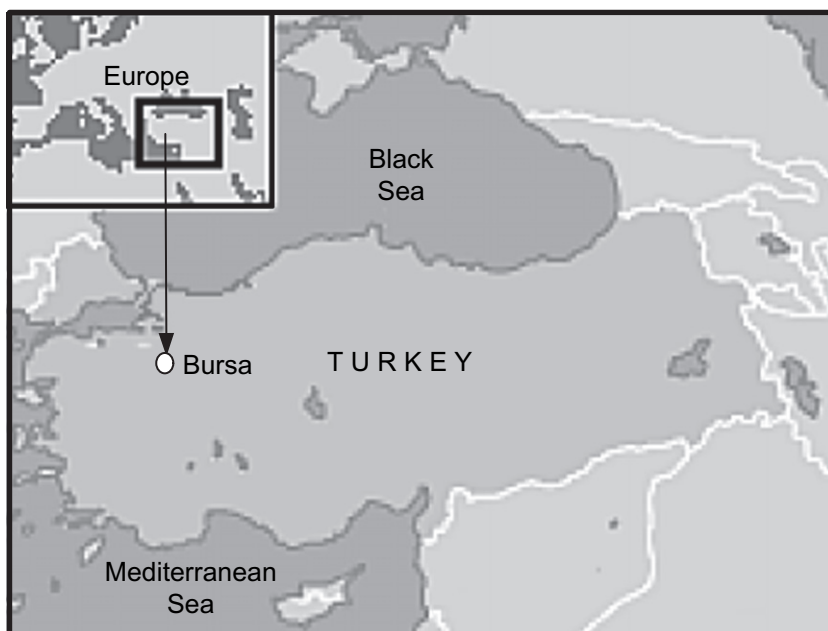 Europe
Black
Sea
Bursa
T U R K E Y
Mediterranean
Sea